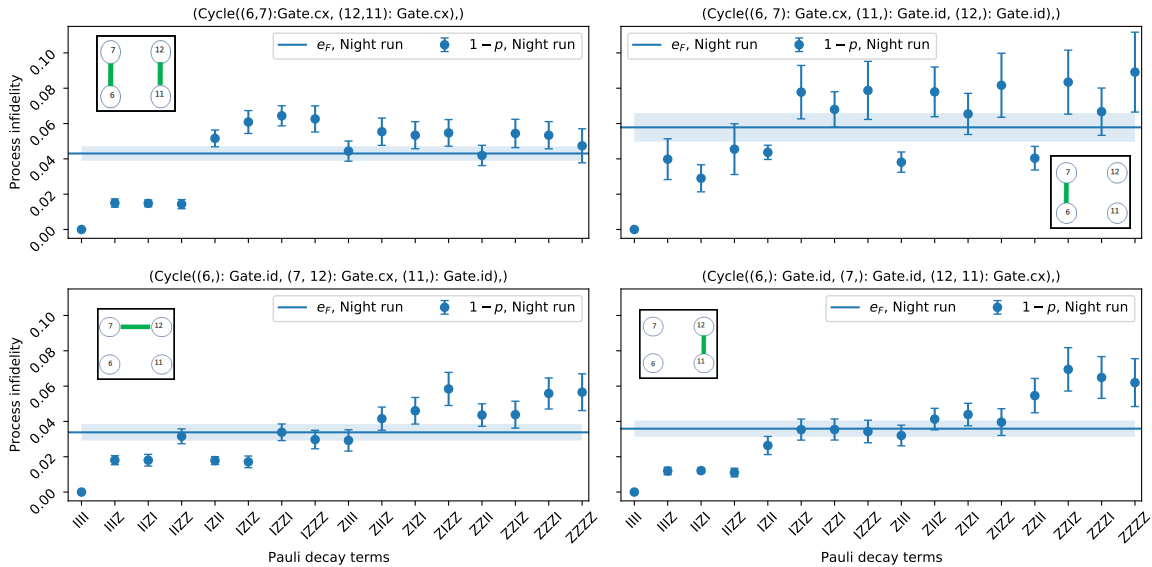 (Cycle((6,7):Gate.cx, (12,11): Gate.cx),)
e_F, Night run
1 − p, Night run
Process infidelity
0.10
0.08
0.06
0.04
0.02
0.00
7
12
6
11
(Cycle((6, 7): Gate.cx, (11,): Gate.id, (12,): Gate.id),)
e_F, Night run
1 − p, Night run
7
12
6
11
(Cycle((6,): Gate.id, (7, 12): Gate.cx, (11,): Gate.id),)
e_F, Night run
1 − p, Night run
Process infidelity
0.10
0.08
0.06
0.04
0.02
0.00
7
12
6
11
IIII
IIIZ
IIZI
IIZZ
IZII
IZIZ
IZZI
IZZZ
ZIII
ZIIZ
ZIZI
ZIZZ
ZZII
ZZIZ
ZZZI
ZZZZ
Pauli decay terms
(Cycle((6,): Gate.id, (7,): Gate.id, (12, 11): Gate.cx),)
e_F, Night run
1 − p, Night run
7
12
6
11
IIII
IIIZ
IIZI
IIZZ
IZII
IZIZ
IZZI
IZZZ
ZIII
ZIIZ
ZIZI
ZIZZ
ZZII
ZZIZ
ZZZI
ZZZZ
Pauli decay terms